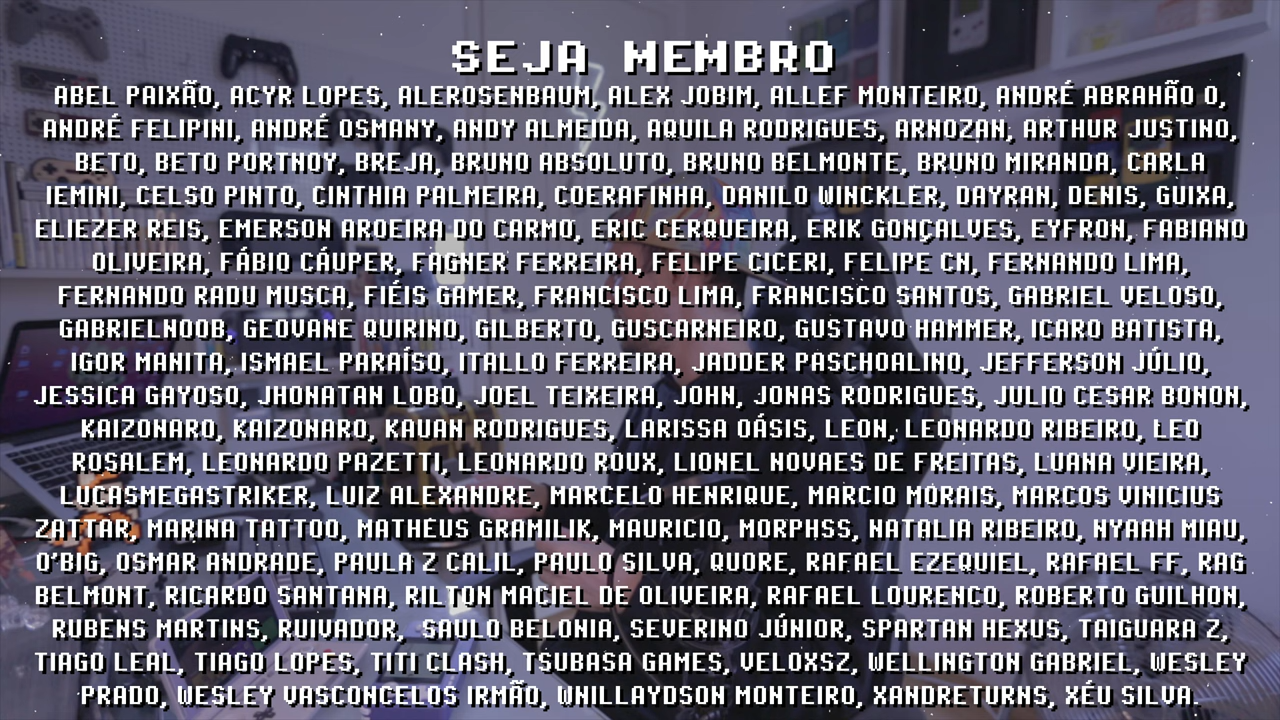 SEJA MEMBRO
ABEL PAIXÃO, ACYR LOPES, ALEROSENBAUM, ALEX JOBIM, ALLEF MONTEIRO, ANDRÉ ABRAHÃO O,
ANDRÉ FELIPINI, ANDRÉ OSMANY, ANDY ALMEIDA, AQUILA RODRIGUES, ARNOZAN, ARTHUR JUSTINO,
BETO, BETO PORTNOY, BREJA, BRUNO ABSOLUTO, BRUNO BELMONTE, BRUNO MIRANDA, CARLA
IEMINI, CELSO PINTO, CINTHIA PALMEIRA, COERAFINHA, DANILO WINCKLER, DAYRAN, DENIS, GUIXA,
ELIEZER REIS, EMERSON AROEIRA DO CARMO, ERIC CERQUEIRA, ERIK GONÇALVES, EYFRON, FABIANO
OLIVEIRA, FÁBIO CÁUPER, FAGNER FERREIRA, FELIPE CICERI, FELIPE CN, FERNANDO LIMA,
FERNANDO RADU MUSCA, FIÉIS GAMER, FRANCISCO LIMA, FRANCISCO SANTOS, GABRIEL VELOSO,
GABRIELNOOB, GEOVANE QUIRINO, GILBERTO, GUSCARNEIRO, GUSTAVO HAMMER, ICARO BATISTA,
IGOR MANITA, ISMAEL PARAÍSO, ITALLO FERREIRA, JADDER PASCHOALINO, JEFFERSON JÚLIO,
JESSICA GAYOSO, JHONATAN LOBO, JOEL TEIXEIRA, JOHN, JONAS RODRIGUES, JULIO CESAR BONON,
KAIZONARO, KAIZONARO, KAUAN RODRIGUES, LARISSA OÁSIS, LEON, LEONARDO RIBEIRO, LEO
ROSALEM, LEONARDO PAZETTI, LEONARDO ROUX, LIONEL NOVAES DE FREITAS, LUANA VIEIRA,
LUCASMEGASTRIKER, LUIZ ALEXANDRE, MARCELO HENRIQUE, MARCIO MORAIS, MARCOS VINICIUS
ZATTAR, MARINA TATTOO, MATHEUS GRAMILIK, MAURICIO, MORPHSS, NATALIA RIBEIRO, NYAAH MIAU,
O'BIG, OSMAR ANDRADE, PAULA Z CALIL, PAULO SILVA, QUORE, RAFAEL EZEQUIEL, RAFAEL FF, RAG
BELMONT, RICARDO SANTANA, RILTON MACIEL DE OLIVEIRA, RAFAEL LOURENCO, ROBERTO GUILHON,
RUBENS MARTINS, RUIVADOR, SAULO BELONIA, SEVERINO JÚNIOR, SPARTAN HEXUS, TAIGUARA Z,
TIAGO LEAL, TIAGO LOPES, TITI CLASH, TSUBASA GAMES, VELOXSZ, WELLINGTON GABRIEL, WESLEY
PRADO, WESLEY VASCONCELOS IRMÃO, WNILLAYDSON MONTEIRO, XANDRETURNS, XÉU SILVA.